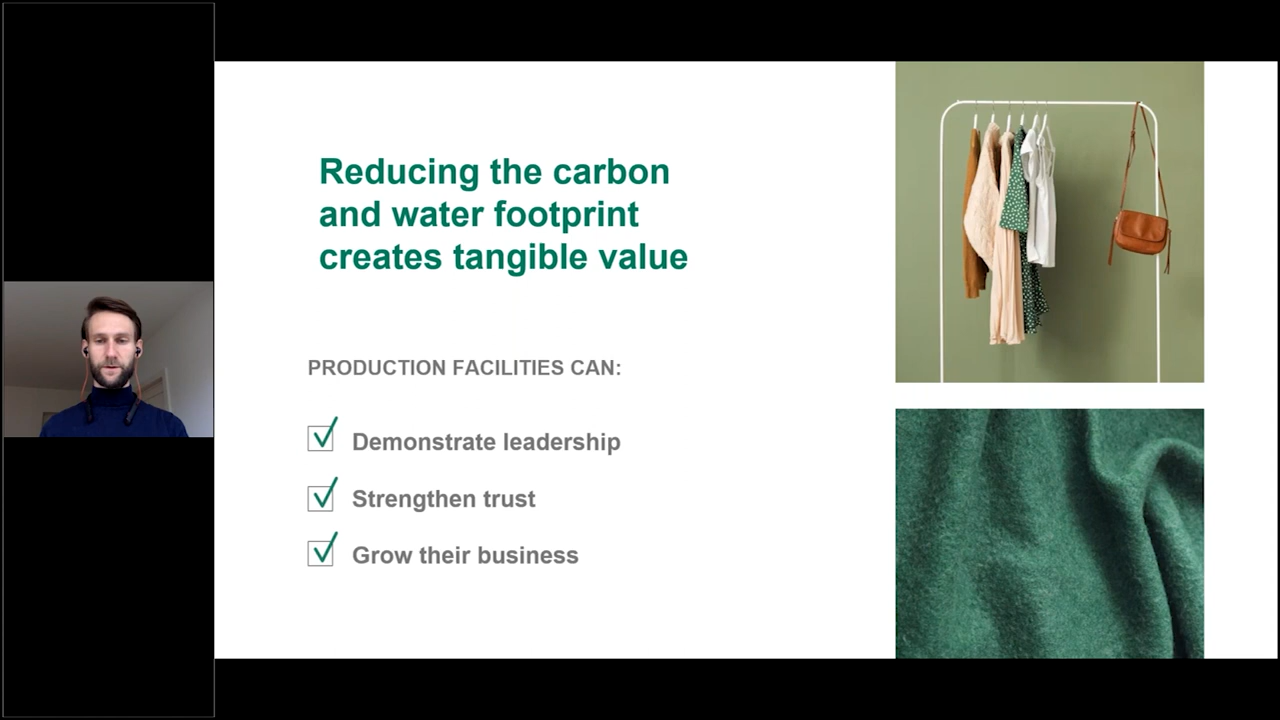 Reducing the carbon
and water footprint
creates tangible value
PRODUCTION FACILITIES CAN:
Demonstrate leadership
Strengthen trust
Grow their business